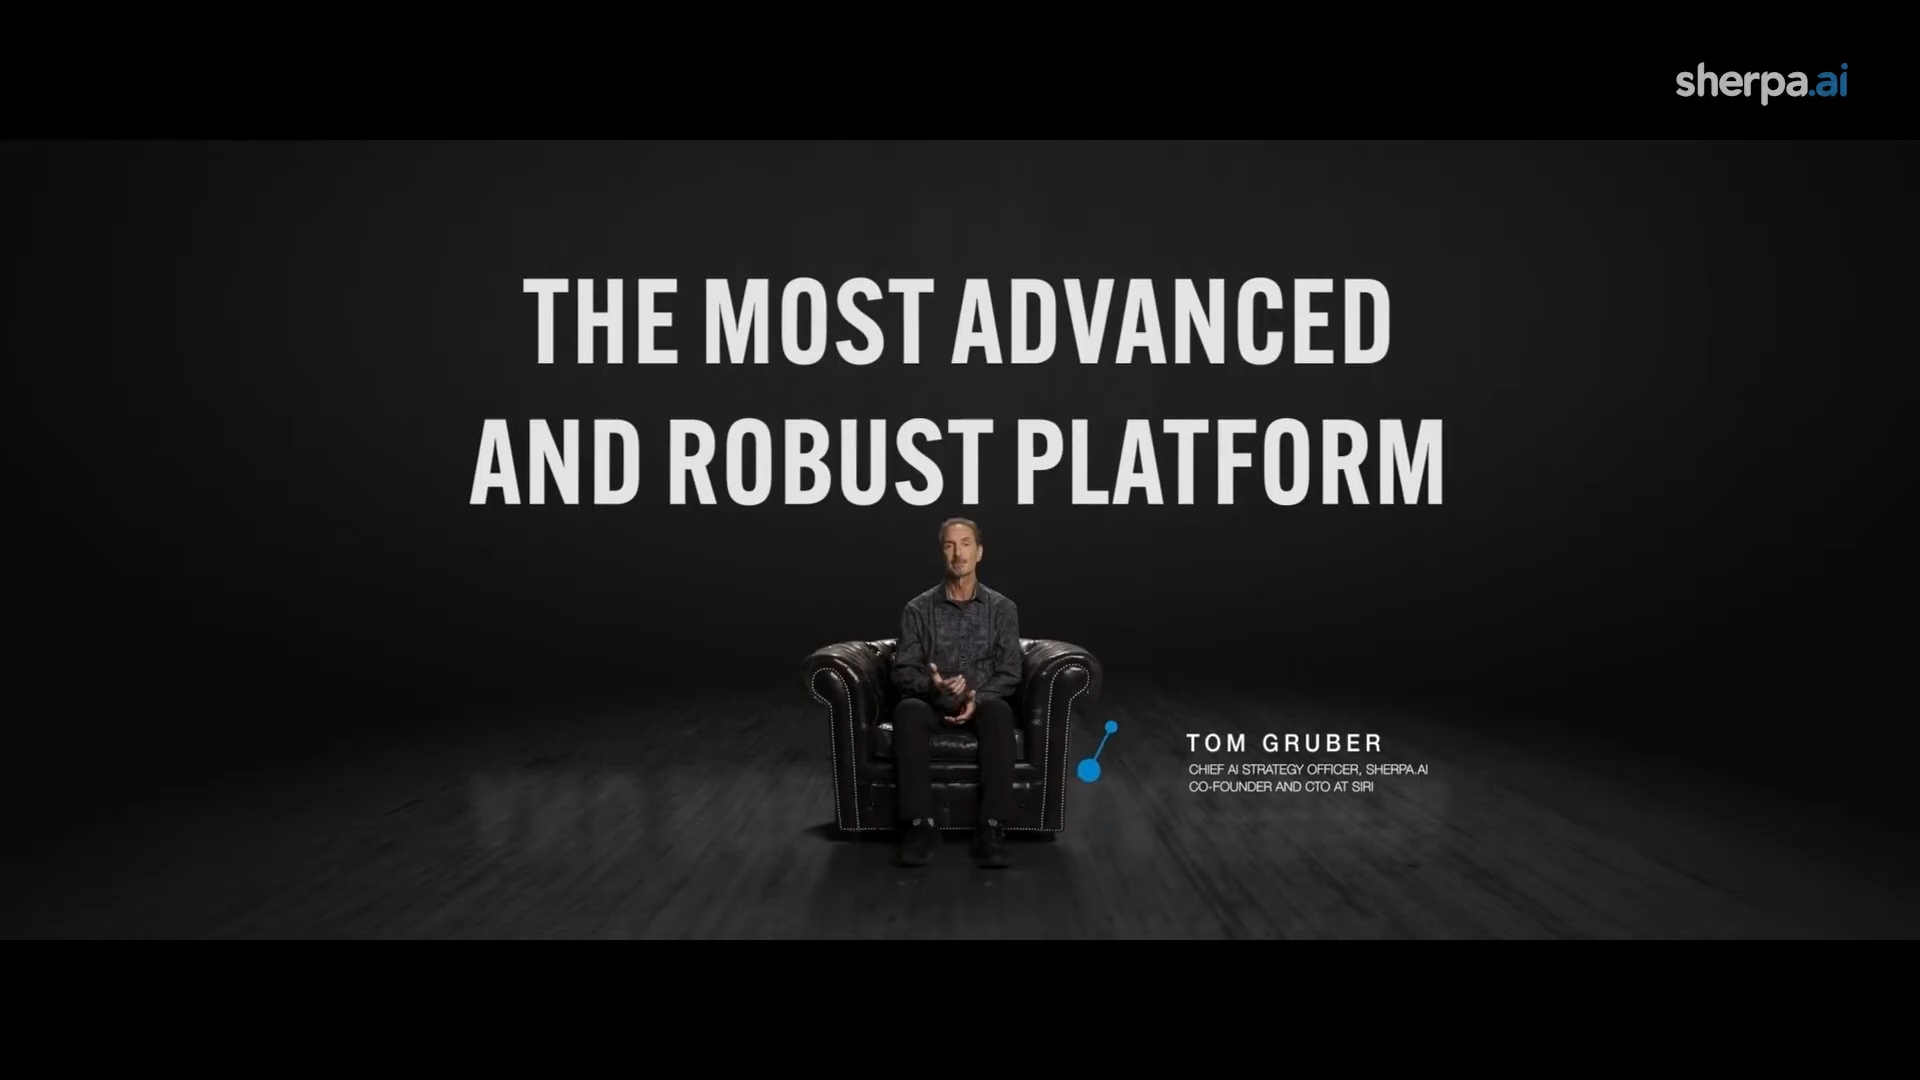 sherpa.ai
THE MOST ADVANCED
AND ROBUST PLATFORM
TOM GRUBER
CHIEF AI STRATEGY OFFICER, SHERPA.AI
CO-FOUNDER AND CTO AT SIRI